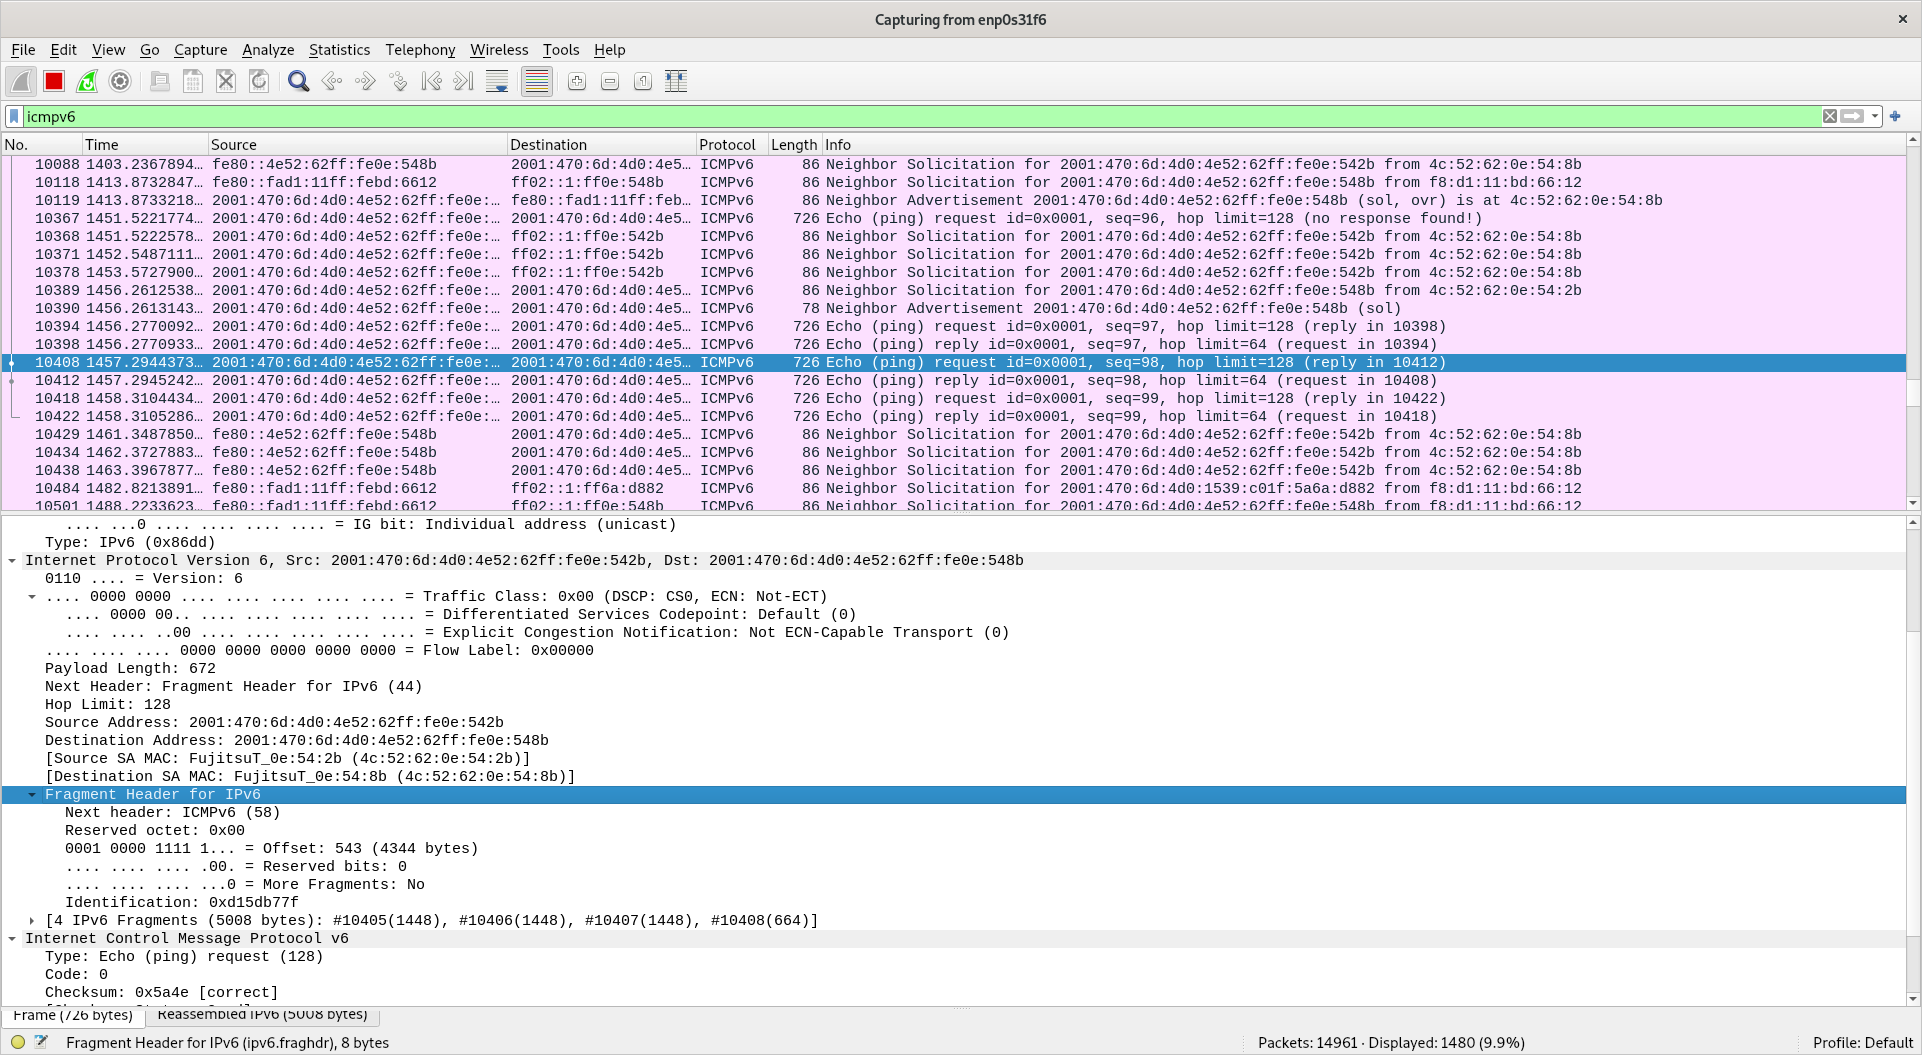 Capturing from enp0s31f6
File Edit View Go Capture Analyze Statistics Telephony Wireless Tools Help
icmpv6
No. Time Source Destination Protocol Length Info
10088 1403.2367894… fe80::4e52:62ff:fe0e:548b 2001:470:6d:4d0:4e5… ICMPv6 86 Neighbor Solicitation for 2001:470:6d:4d0:4e52:62ff:fe0e:542b from 4c:52:62:0e:54:8b
10118 1413.8732847… fe80::fad1:11ff:febd:6612 ff02::1:ff0e:548b ICMPv6 86 Neighbor Solicitation for 2001:470:6d:4d0:4e52:62ff:fe0e:548b from f8:d1:11:bd:66:12
10119 1413.8733218… 2001:470:6d:4d0:4e52:62ff:fe0e:… fe80::fad1:11ff:feb… ICMPv6 86 Neighbor Advertisement 2001:470:6d:4d0:4e52:62ff:fe0e:548b (sol, ovr) is at 4c:52:62:0e:54:8b
10367 1451.5221774… 2001:470:6d:4d0:4e52:62ff:fe0e:… 2001:470:6d:4d0:4e5… ICMPv6 726 Echo (ping) request id=0x0001, seq=96, hop limit=128 (no response found!)
10368 1451.5222578… 2001:470:6d:4d0:4e52:62ff:fe0e:… ff02::1:ff0e:542b ICMPv6 86 Neighbor Solicitation for 2001:470:6d:4d0:4e52:62ff:fe0e:542b from 4c:52:62:0e:54:8b
10371 1452.5487111… 2001:470:6d:4d0:4e52:62ff:fe0e:… ff02::1:ff0e:542b ICMPv6 86 Neighbor Solicitation for 2001:470:6d:4d0:4e52:62ff:fe0e:542b from 4c:52:62:0e:54:8b
10378 1453.5727900… 2001:470:6d:4d0:4e52:62ff:fe0e:… ff02::1:ff0e:542b ICMPv6 86 Neighbor Solicitation for 2001:470:6d:4d0:4e52:62ff:fe0e:542b from 4c:52:62:0e:54:8b
10389 1456.2612538… 2001:470:6d:4d0:4e52:62ff:fe0e:… 2001:470:6d:4d0:4e5… ICMPv6 86 Neighbor Solicitation for 2001:470:6d:4d0:4e52:62ff:fe0e:548b from 4c:52:62:0e:54:2b
10390 1456.2613143… 2001:470:6d:4d0:4e52:62ff:fe0e:… 2001:470:6d:4d0:4e5… ICMPv6 78 Neighbor Advertisement 2001:470:6d:4d0:4e52:62ff:fe0e:548b (sol)
10394 1456.2770092… 2001:470:6d:4d0:4e52:62ff:fe0e:… 2001:470:6d:4d0:4e5… ICMPv6 726 Echo (ping) request id=0x0001, seq=97, hop limit=128 (reply in 10398)
10398 1456.2770933… 2001:470:6d:4d0:4e52:62ff:fe0e:… 2001:470:6d:4d0:4e5… ICMPv6 726 Echo (ping) reply id=0x0001, seq=97, hop limit=64 (request in 10394)
10408 1457.2944373… 2001:470:6d:4d0:4e52:62ff:fe0e:… 2001:470:6d:4d0:4e5… ICMPv6 726 Echo (ping) request id=0x0001, seq=98, hop limit=128 (reply in 10412)
10412 1457.2945242… 2001:470:6d:4d0:4e52:62ff:fe0e:… 2001:470:6d:4d0:4e5… ICMPv6 726 Echo (ping) reply id=0x0001, seq=98, hop limit=64 (request in 10408)
10418 1458.3104434… 2001:470:6d:4d0:4e52:62ff:fe0e:… 2001:470:6d:4d0:4e5… ICMPv6 726 Echo (ping) request id=0x0001, seq=99, hop limit=128 (reply in 10422)
10422 1458.3105286… 2001:470:6d:4d0:4e52:62ff:fe0e:… 2001:470:6d:4d0:4e5… ICMPv6 726 Echo (ping) reply id=0x0001, seq=99, hop limit=64 (request in 10418)
10429 1461.3487850… fe80::4e52:62ff:fe0e:548b 2001:470:6d:4d0:4e5… ICMPv6 86 Neighbor Solicitation for 2001:470:6d:4d0:4e52:62ff:fe0e:542b from 4c:52:62:0e:54:8b
10434 1462.3727883… fe80::4e52:62ff:fe0e:548b 2001:470:6d:4d0:4e5… ICMPv6 86 Neighbor Solicitation for 2001:470:6d:4d0:4e52:62ff:fe0e:542b from 4c:52:62:0e:54:8b
10438 1463.3967877… fe80::4e52:62ff:fe0e:548b 2001:470:6d:4d0:4e5… ICMPv6 86 Neighbor Solicitation for 2001:470:6d:4d0:4e52:62ff:fe0e:542b from 4c:52:62:0e:54:8b
10484 1482.8213891… fe80::fad1:11ff:febd:6612 ff02::1:ff6a:d882 ICMPv6 86 Neighbor Solicitation for 2001:470:6d:4d0:1539:c01f:5a6a:d882 from f8:d1:11:bd:66:12
10501 1488.2233623… fe80::fad1:11ff:febd:6612 ff02::1:ff0e:548b ICMPv6 86 Neighbor Solicitation for 2001:470:6d:4d0:4e52:62ff:fe0e:548b from f8:d1:11:bd:66:12
.... ...0 .... .... .... .... = IG bit: Individual address (unicast)
Type: IPv6 (0x86dd)
Internet Protocol Version 6, Src: 2001:470:6d:4d0:4e52:62ff:fe0e:542b, Dst: 2001:470:6d:4d0:4e52:62ff:fe0e:548b
0110 .... = Version: 6
.... 0000 0000 .... .... .... .... .... = Traffic Class: 0x00 (DSCP: CS0, ECN: Not-ECT)
.... 0000 00.. .... .... .... .... .... = Differentiated Services Codepoint: Default (0)
.... .... ..00 .... .... .... .... .... = Explicit Congestion Notification: Not ECN-Capable Transport (0)
.... .... .... 0000 0000 0000 0000 0000 = Flow Label: 0x00000
Payload Length: 672
Next Header: Fragment Header for IPv6 (44)
Hop Limit: 128
Source Address: 2001:470:6d:4d0:4e52:62ff:fe0e:542b
Destination Address: 2001:470:6d:4d0:4e52:62ff:fe0e:548b
[Source SA MAC: FujitsuT_0e:54:2b (4c:52:62:0e:54:2b)]
[Destination SA MAC: FujitsuT_0e:54:8b (4c:52:62:0e:54:8b)]
Fragment Header for IPv6
Next header: ICMPv6 (58)
Reserved octet: 0x00
0001 0000 1111 1... = Offset: 543 (4344 bytes)
.... .... .... .00. = Reserved bits: 0
.... .... .... ...0 = More Fragments: No
Identification: 0xd15db77f
[4 IPv6 Fragments (5008 bytes): #10405(1448), #10406(1448), #10407(1448), #10408(664)]
Internet Control Message Protocol v6
Type: Echo (ping) request (128)
Code: 0
Checksum: 0x5a4e [correct]
Frame (726 bytes) Reassembled IPv6 (5008 bytes)
Fragment Header for IPv6 (ipv6.fraghdr), 8 bytes Packets: 14961 · Displayed: 1480 (9.9%) Profile: Default